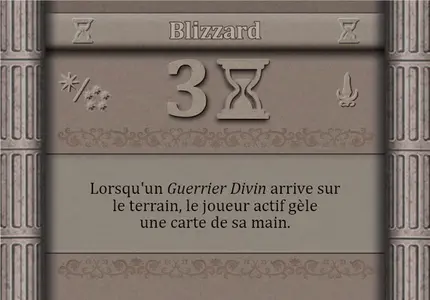 Blizzard
3
Lorsqu'un Guerrier Divin arrive sur
le terrain, le joueur actif gèle
une carte de sa main.